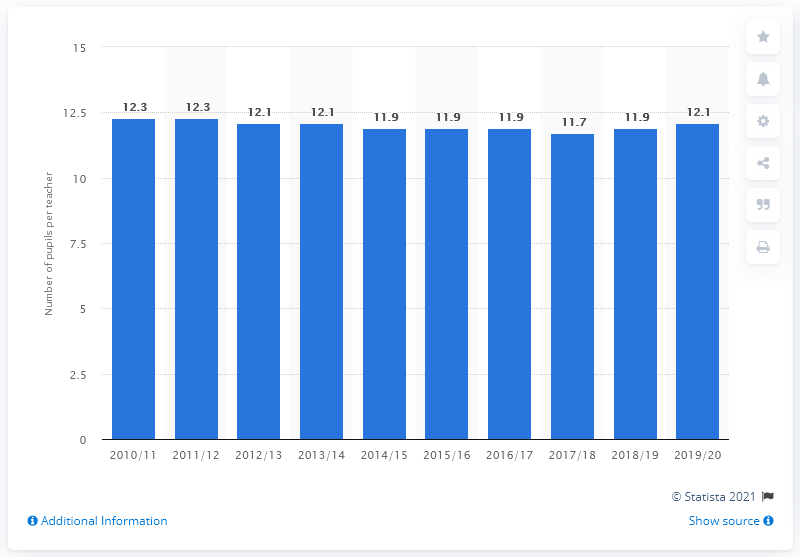 15
12.5
10
7.5
5
2.5
0
Number of pupils per teacher
12.3 12.3 12.1 12.1 11.9 11.9 11.9 11.7 11.9 12.1
2010/11 2011/12 2012/13 2013/14 2014/15 2015/16 2016/17 2017/18 2018/19 2019/20
© Statista 2021
Additional Information
Show source